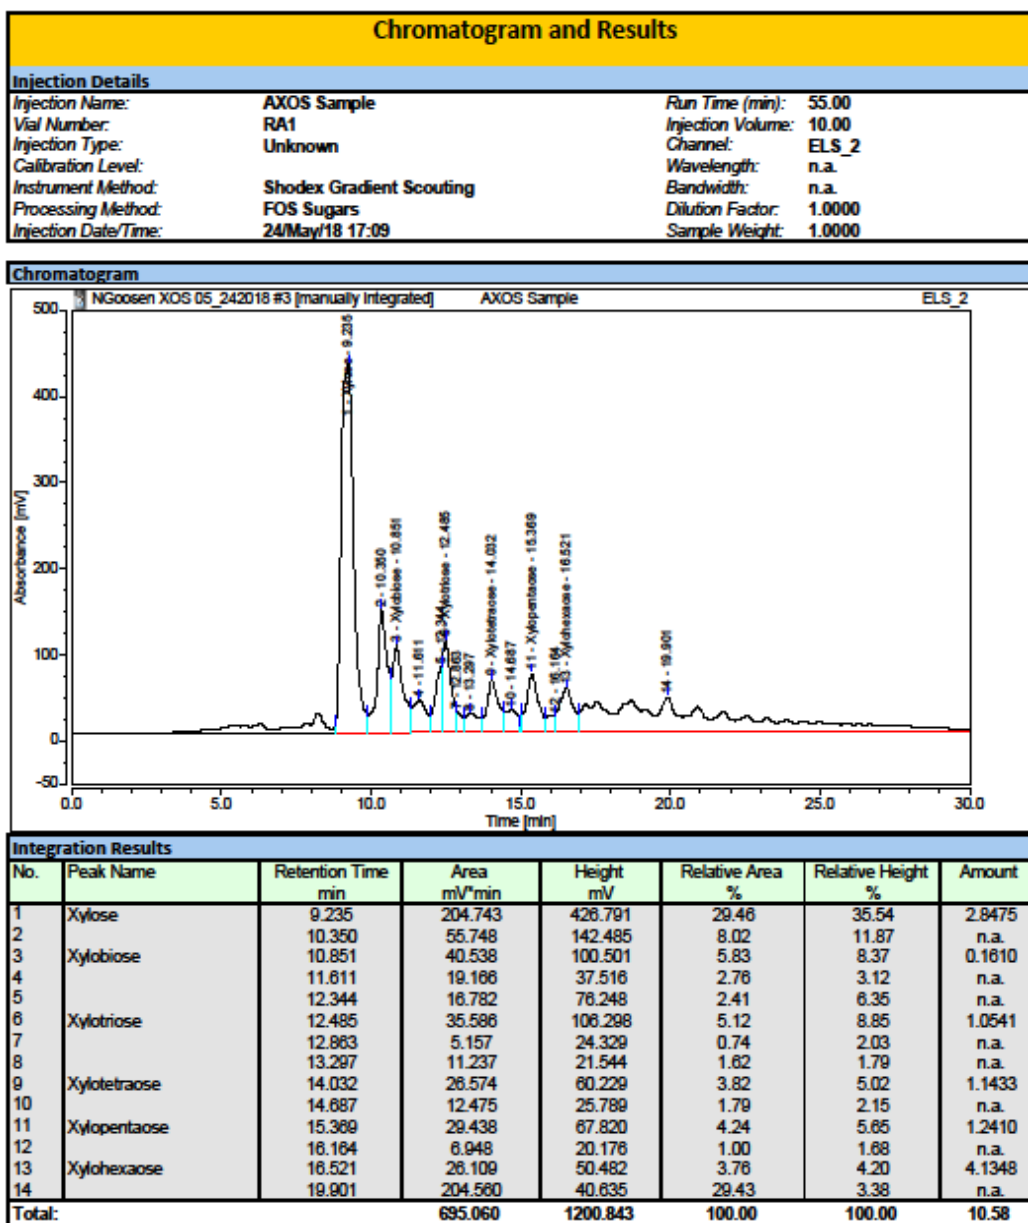 Chromatogram and Results
Injection Details
Injection Name: AXOS Sample Run Time (min): 55.00
Vial Number: RA1 Injection Volume: 10.00
Injection Type: Unknown Channel: ELS_2
Calibration Level: Wavelength: n.a.
Instrument Method: Shodex Gradient Scouting Bandwidth: n.a.
Processing Method: FOS Sugars Dilution Factor: 1.0000
Injection Date/Time: 24/May/18 17:09 Sample Weight: 1.0000
Chromatogram
NGoosen XOS 05_242018 #3 [manually integrated] AXOS Sample ELS_2
Absorbance [mV]
500
400
300
200
100
0
-50
1 - Xylose - 9.235
2 - 10.350
3 - Xylobiose - 10.851
4 - 11.611
5 - 12.344
6 - Xylotriose - 12.485
7 - 12.863
8 - 13.297
9 - Xylotetraose - 14.032
10 - 14.687
11 - Xylopentaose - 15.369
12 - 16.164
13 - Xylohexaose - 16.521
14 - 19.901
0.0 5.0 10.0 15.0 20.0 25.0 30.0
Time [min]
Integration Results
No. Peak Name Retention Time Area Height Relative Area Relative Height Amount
min mV*min mV % %
1 Xylose 9.235 204.743 426.791 29.46 35.54 2.8475
2 10.350 55.748 142.485 8.02 11.87 n.a.
3 Xylobiose 10.851 40.538 100.501 5.83 8.37 0.1610
4 11.611 19.166 37.516 2.76 3.12 n.a.
5 12.344 16.782 76.248 2.41 6.35 n.a.
6 Xylotriose 12.485 35.586 106.298 5.12 8.85 1.0541
7 12.863 5.157 24.329 0.74 2.03 n.a.
8 13.297 11.237 21.544 1.62 1.79 n.a.
9 Xylotetraose 14.032 26.574 60.229 3.82 5.02 1.1433
10 14.687 12.475 25.789 1.79 2.15 n.a.
11 Xylopentaose 15.369 29.438 67.820 4.24 5.65 1.2410
12 16.164 6.948 20.176 1.00 1.68 n.a.
13 Xylohexaose 16.521 26.109 50.482 3.76 4.20 4.1348
14 19.901 204.560 40.635 29.43 3.38 n.a.
Total: 695.060 1200.843 100.00 100.00 10.58